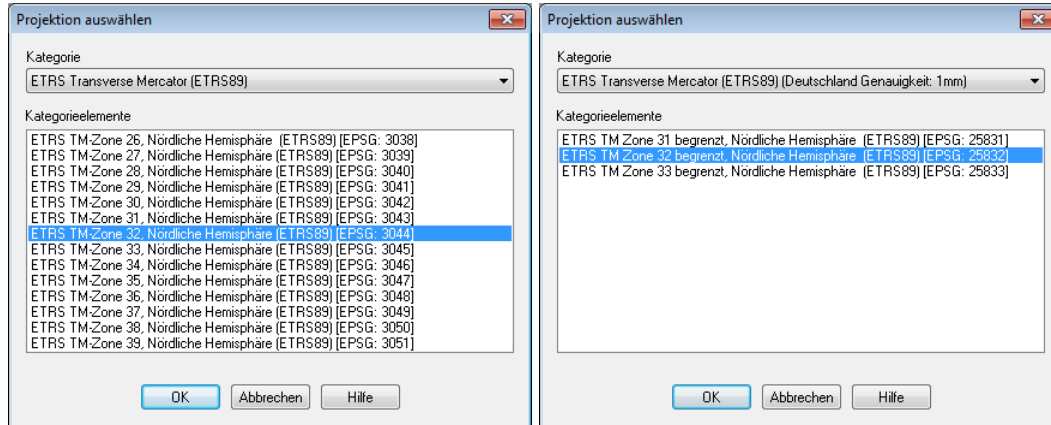 Projektion auswählen
Kategorie
ETRS Transverse Mercator (ETRS89)
Kategorieelemente
ETRS TM-Zone 26, Nördliche Hemisphäre (ETRS89) [EPSG: 3038]
ETRS TM-Zone 27, Nördliche Hemisphäre (ETRS89) [EPSG: 3039]
ETRS TM-Zone 28, Nördliche Hemisphäre (ETRS89) [EPSG: 3040]
ETRS TM-Zone 29, Nördliche Hemisphäre (ETRS89) [EPSG: 3041]
ETRS TM-Zone 30, Nördliche Hemisphäre (ETRS89) [EPSG: 3042]
ETRS TM-Zone 31, Nördliche Hemisphäre (ETRS89) [EPSG: 3043]
ETRS TM-Zone 32, Nördliche Hemisphäre (ETRS89) [EPSG: 3044]
ETRS TM-Zone 33, Nördliche Hemisphäre (ETRS89) [EPSG: 3045]
ETRS TM-Zone 34, Nördliche Hemisphäre (ETRS89) [EPSG: 3046]
ETRS TM-Zone 35, Nördliche Hemisphäre (ETRS89) [EPSG: 3047]
ETRS TM-Zone 36, Nördliche Hemisphäre (ETRS89) [EPSG: 3048]
ETRS TM-Zone 37, Nördliche Hemisphäre (ETRS89) [EPSG: 3049]
ETRS TM-Zone 38, Nördliche Hemisphäre (ETRS89) [EPSG: 3050]
ETRS TM-Zone 39, Nördliche Hemisphäre (ETRS89) [EPSG: 3051]
OK Abbrechen Hilfe
Projektion auswählen
Kategorie
ETRS Transverse Mercator (ETRS89) (Deutschland Genauigkeit: 1mm)
Kategorieelemente
ETRS TM Zone 31 begrenzt, Nördliche Hemisphäre (ETRS89) [EPSG: 25831]
ETRS TM Zone 32 begrenzt, Nördliche Hemisphäre (ETRS89) [EPSG: 25832]
ETRS TM Zone 33 begrenzt, Nördliche Hemisphäre (ETRS89) [EPSG: 25833]
OK Abbrechen Hilfe